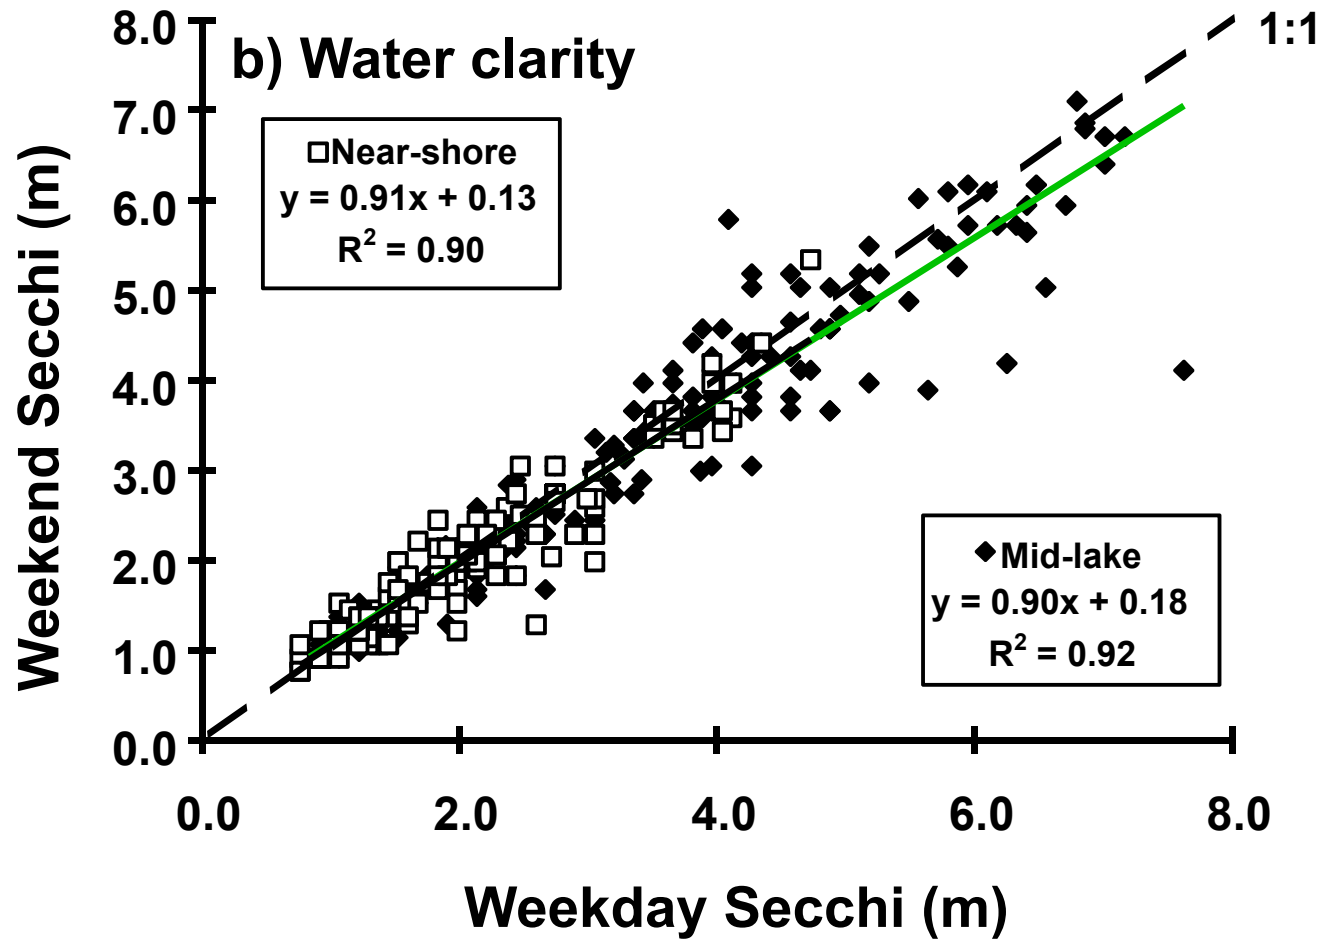 8.0
1:1
b) Water clarity
7.0
□Near-shore
y = 0.91x + 0.13
R² = 0.90
6.0
5.0
4.0
3.0
2.0
1.0
0.0
Weekend Secchi (m)
◆Mid-lake
y = 0.90x + 0.18
R² = 0.92
0.0 2.0 4.0 6.0 8.0
Weekday Secchi (m)